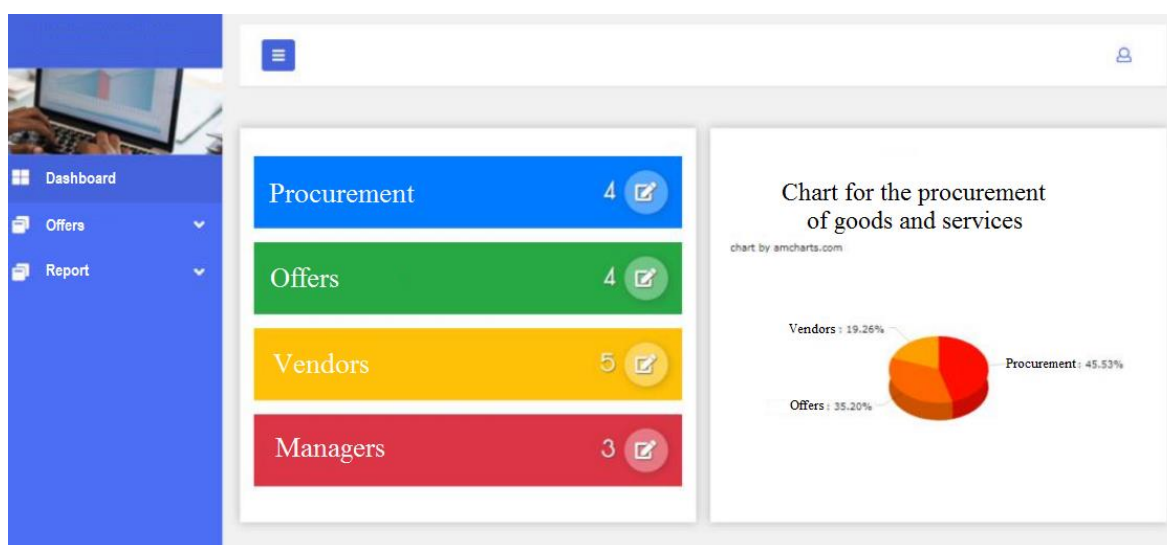 Dashboard
Offers
Report
Procurement 4
Offers 4
Vendors 5
Managers 3
Chart for the procurement
of goods and services
chart by amcharts.com
Vendors : 19.26%
Procurement : 45.53%
Offers : 35.20%